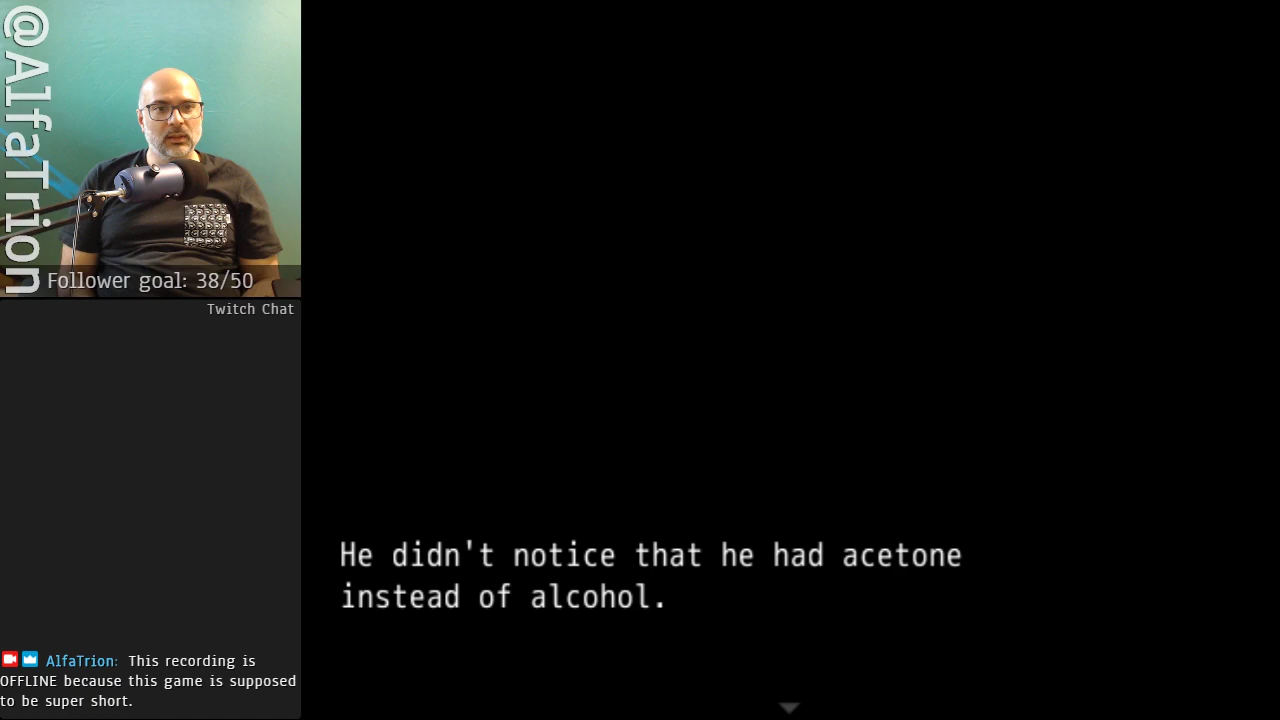 @AlfaTrion
Follower goal: 38/50
Twitch Chat
AlfaTrion: This recording is
OFFLINE because this game is supposed
to be super short.
He didn't notice that he had acetone
instead of alcohol.